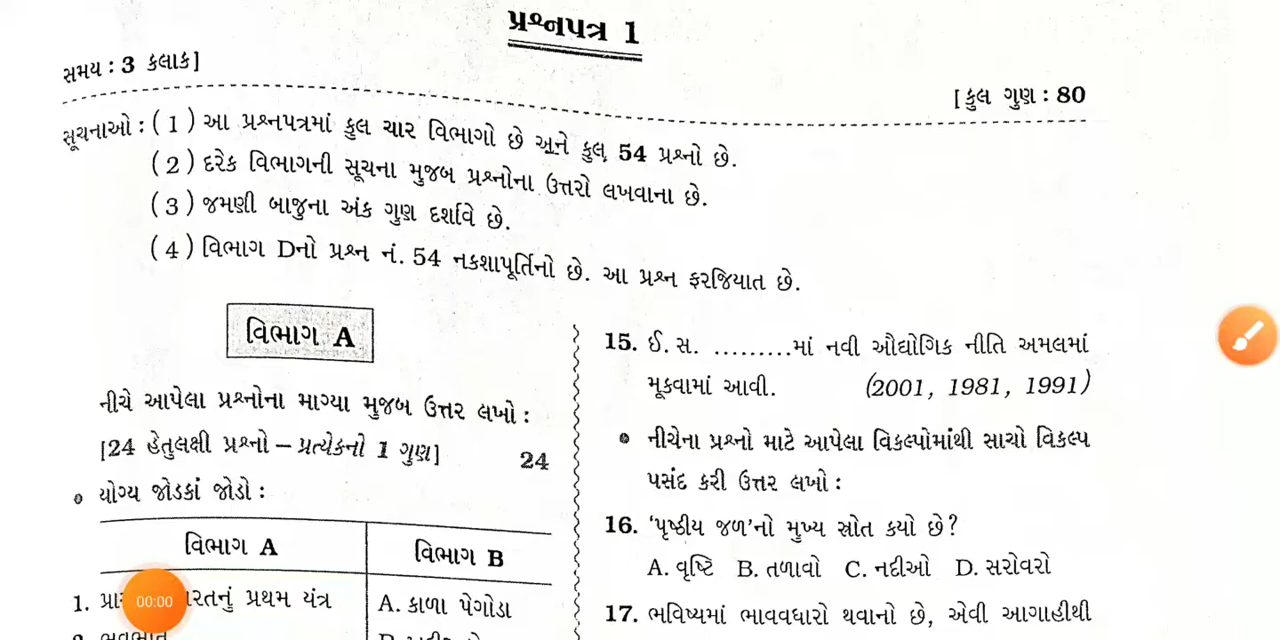 પ્રશ્નપત્ર 1
સમય : 3 કલાક]
[કુલ ગુણ : 80
સૂચનાઓ : (1) આ પ્રશ્નપત્રમાં કુલ ચાર વિભાગો છે અને કુલ 54 પ્રશ્નો છે.
(2) દરેક વિભાગની સૂચના મુજબ પ્રશ્નોના ઉત્તરો લખવાના છે.
(3) જમણી બાજુના અંક ગુણ દર્શાવે છે.
(4) વિભાગ Dનો પ્રશ્ન નં. 54 નકશાપૂર્તિનો છે. આ પ્રશ્ન ફરજિયાત છે.
વિભાગ A
નીચે આપેલા પ્રશ્નોના માગ્યા મુજબ ઉત્તર લખો :
[24 હેતુલક્ષી પ્રશ્નો – પ્રત્યેકનો 1 ગુણ] 24
• યોગ્ય જોડકાં જોડો :
વિભાગ A વિભાગ B
1. રતનું પ્રથમ યંત્ર A. કાળા પેગોડા
00:00
15. ઈ. સ. .........માં નવી ઔદ્યોગિક નીતિ અમલમાં
મૂકવામાં આવી. (2001, 1981, 1991)
• નીચેના પ્રશ્નો માટે આપેલા વિકલ્પોમાંથી સાચો વિકલ્પ
પસંદ કરી ઉત્તર લખો :
16. ‘પૃષ્ઠીય જળ’નો મુખ્ય સ્રોત કયો છે?
A. વૃષ્ટિ B. તળાવો C. નદીઓ D. સરોવરો
17. ભવિષ્યમાં ભાવવધારો થવાનો છે, એવી આગાહીથી